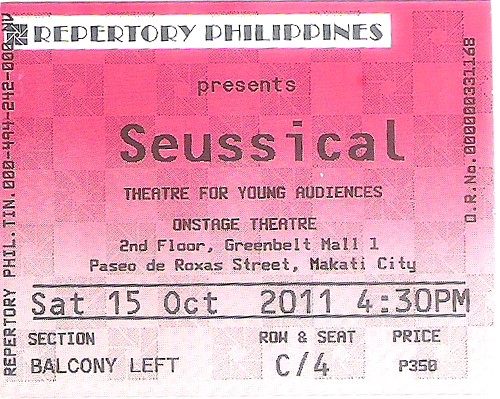 REPERTORY PHILIPPINES
presents
Seussical
THEATRE FOR YOUNG AUDIENCES
ONSTAGE THEATRE
2nd Floor, Greenbelt Mall 1
Paseo de Roxas Street, Makati City
Sat 15 Oct 2011 4:30PM
SECTION ROW & SEAT PRICE
BALCONY LEFT C/4 P350
REPERTORY PHIL. TIN. 000-494-242-000-NV
O.R.No. 0000000331168